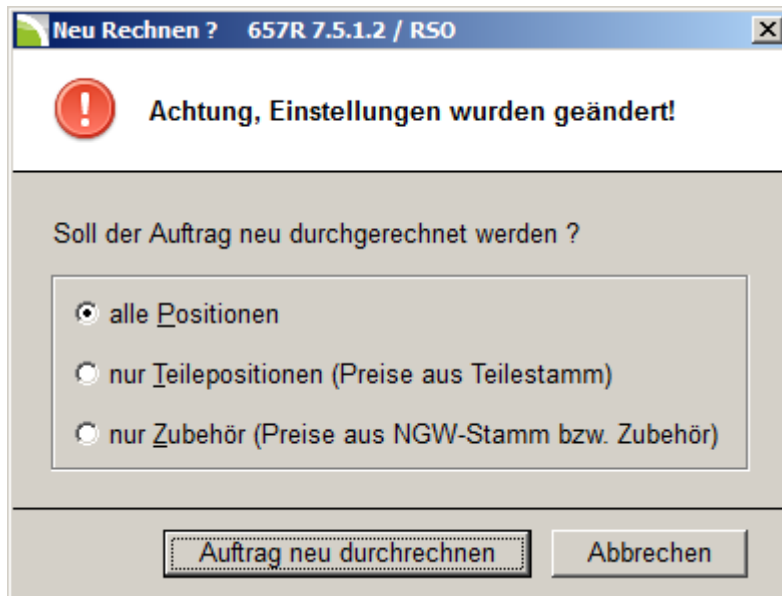 Neu Rechnen ? 657R 7.5.1.2 / RSO
Achtung, Einstellungen wurden geändert!
Soll der Auftrag neu durchgerechnet werden ?
alle Positionen
nur Teilepositionen (Preise aus Teilestamm)
nur Zubehör (Preise aus NGW-Stamm bzw. Zubehör)
Auftrag neu durchrechnen Abbrechen